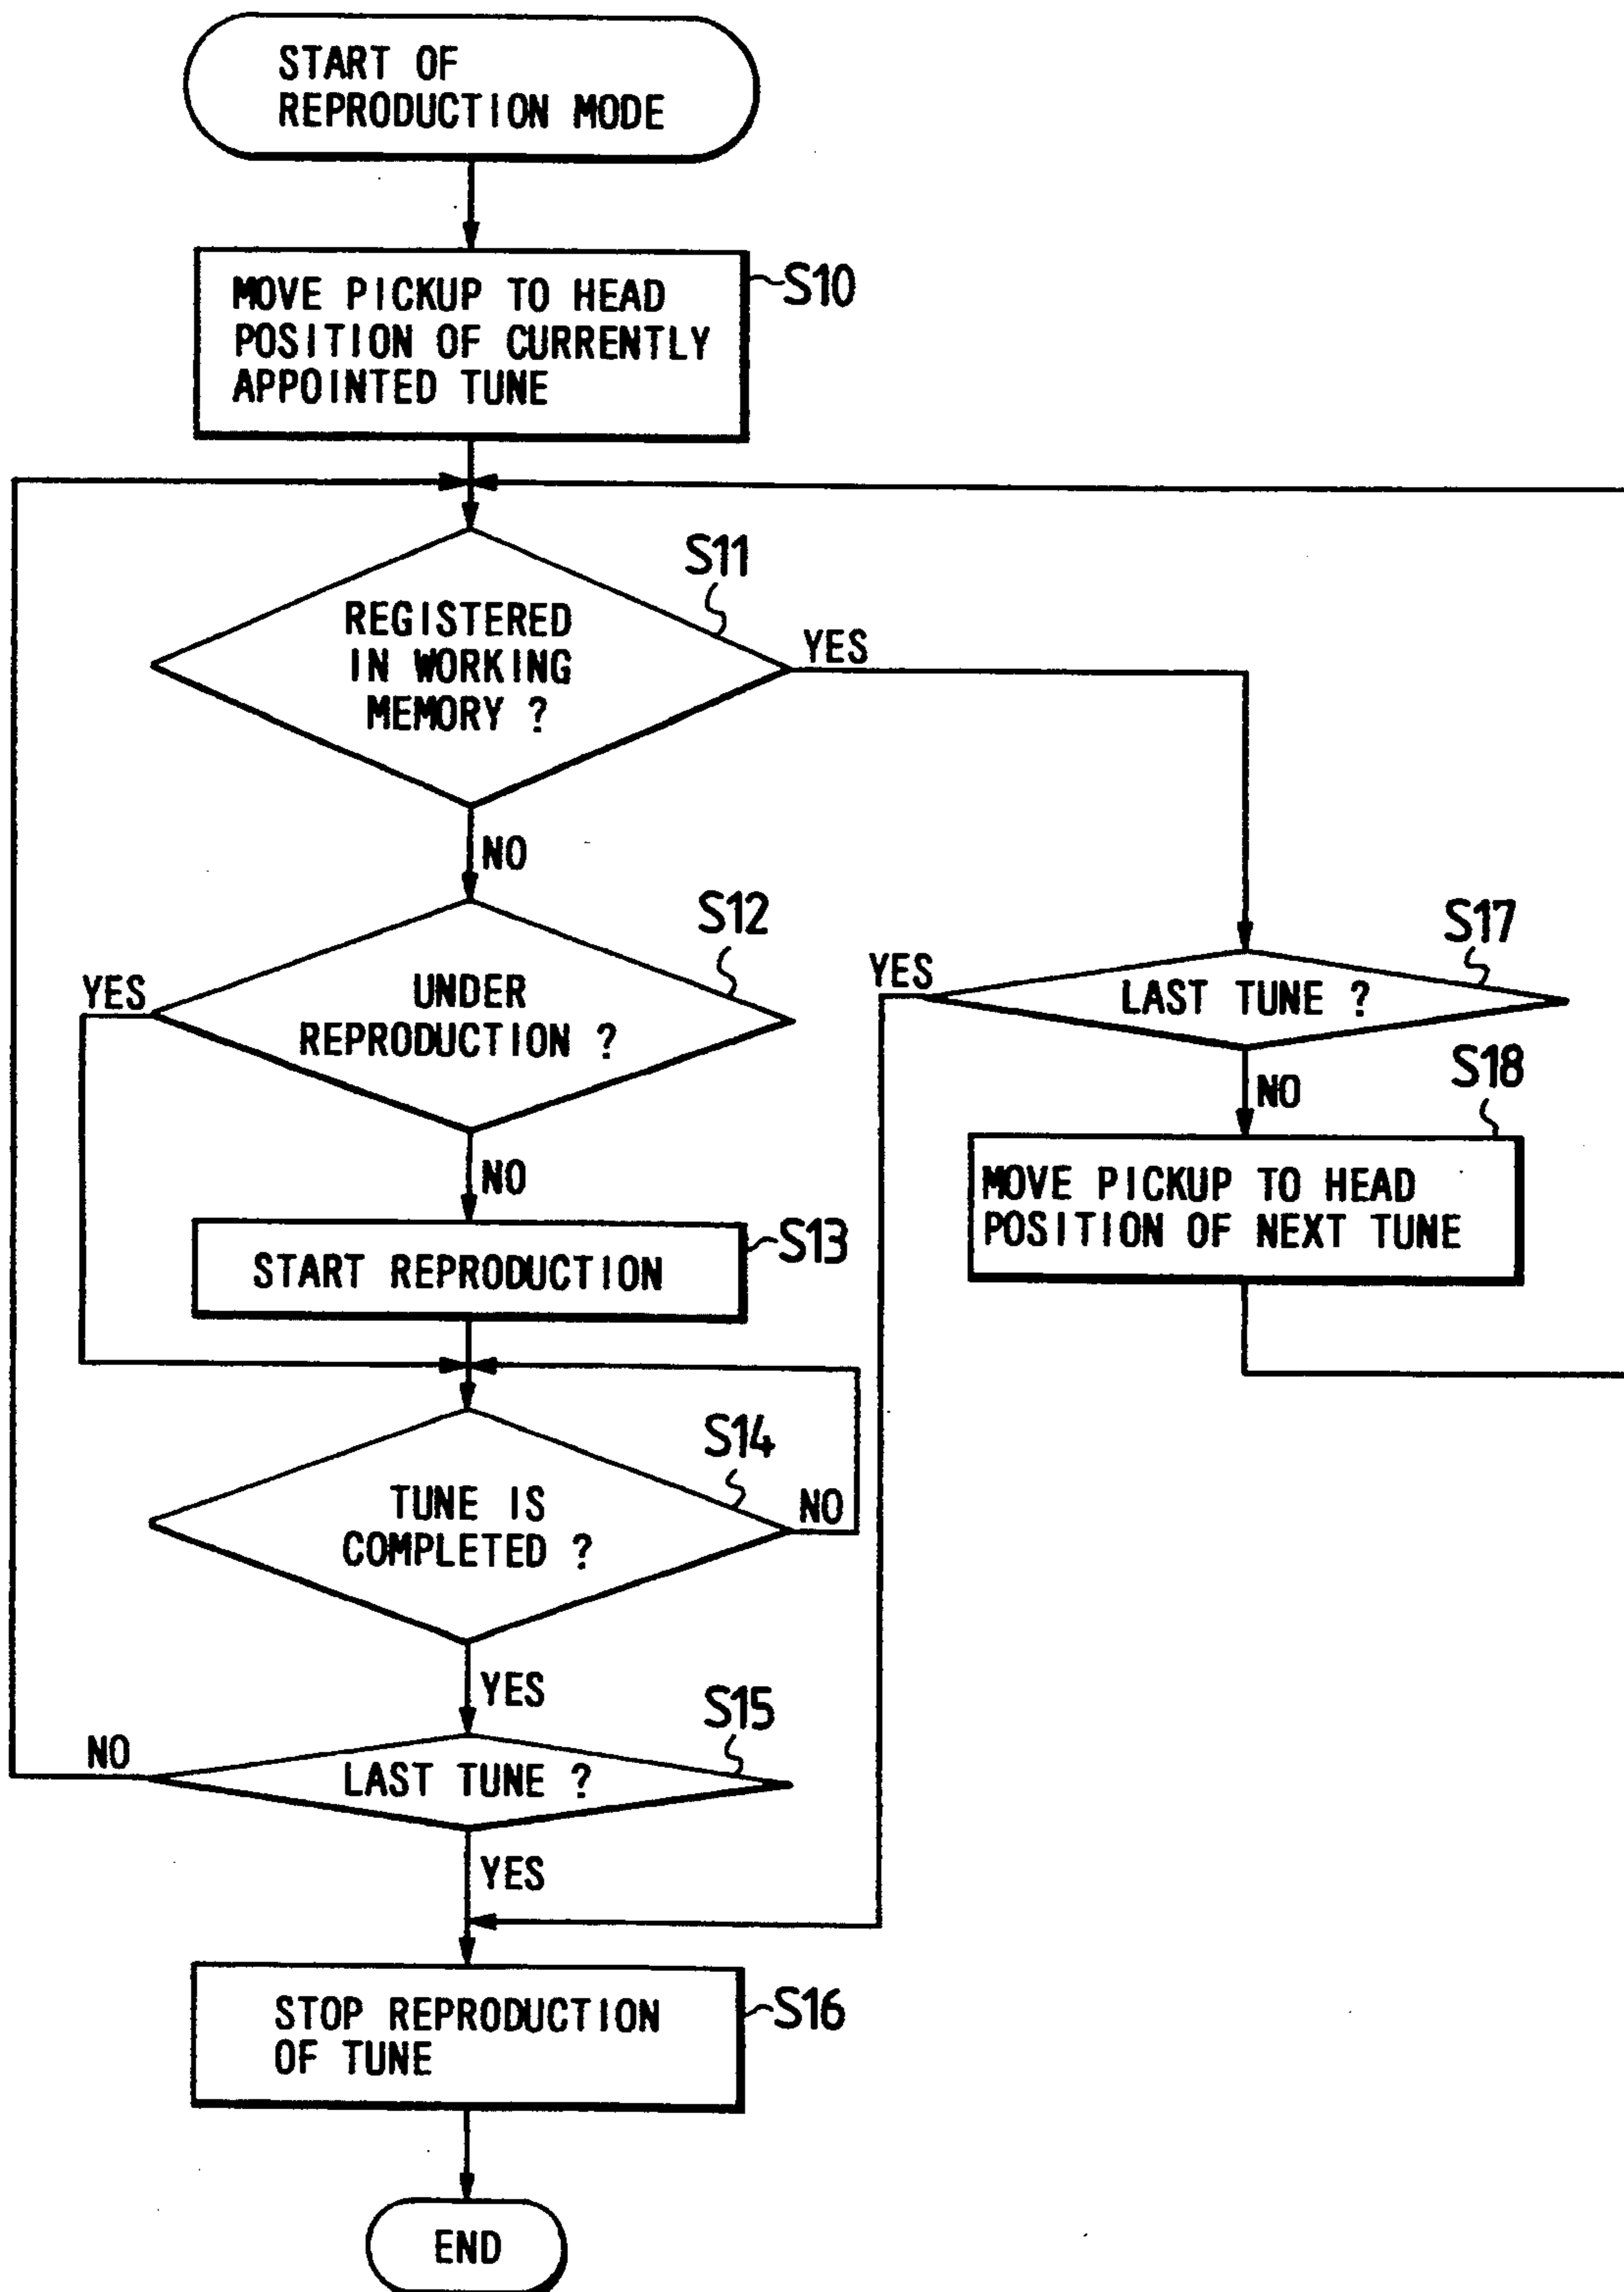 START OF
REPRODUCTION MODE
MOVE PICKUP TO HEAD
POSITION OF CURRENTLY
APPOINTED TUNE
S10
S11
REGISTERED
IN WORKING
MEMORY ?
YES
NO
S12
YES
UNDER
REPRODUCTION ?
NO
S17
YES
LAST TUNE ?
NO
S18
MOVE PICKUP TO HEAD
POSITION OF NEXT TUNE
START REPRODUCTION
S13
S14
TUNE IS
COMPLETED ?
NO
YES
S15
NO
LAST TUNE ?
YES
STOP REPRODUCTION
OF TUNE
S16
END